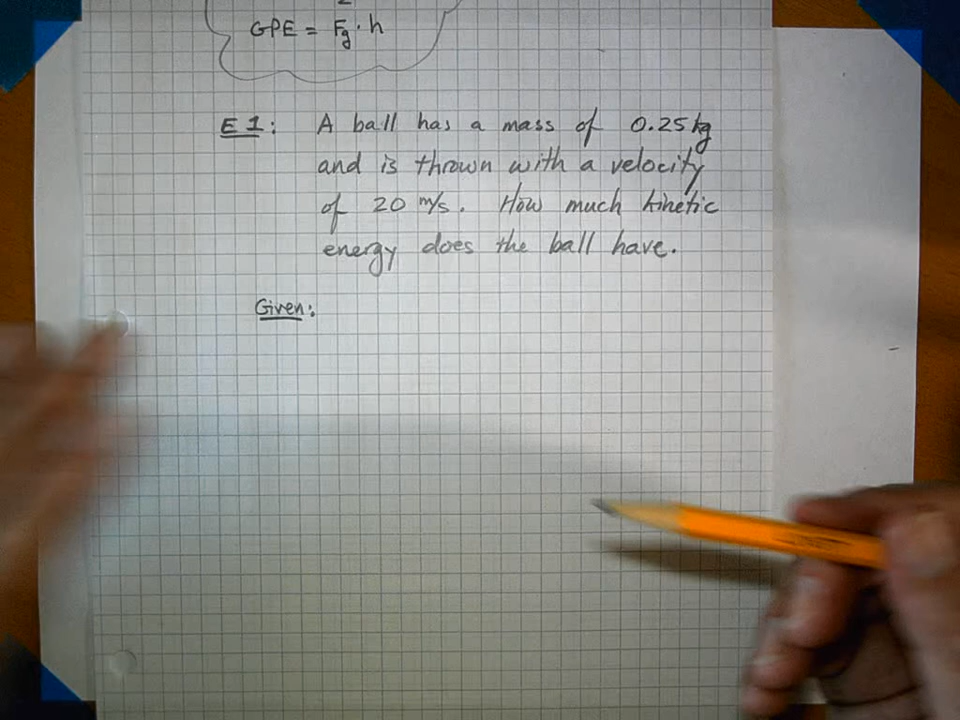 GPE = Fg · h
E1: A ball has a mass of 0.25 kg
and is thrown with a velocity
of 20 m/s. How much kinetic
energy does the ball have.
Given: